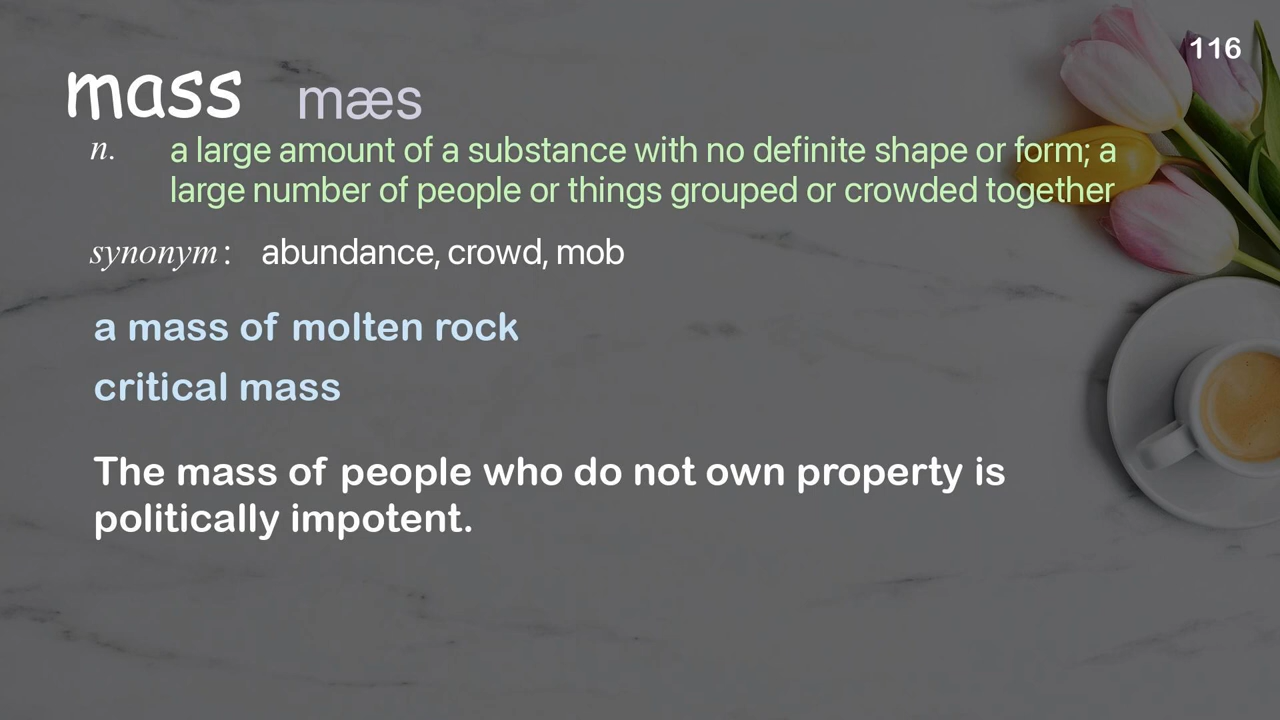 116
mass mæs
n. a large amount of a substance with no definite shape or form; a
large number of people or things grouped or crowded together
synonym: abundance, crowd, mob
a mass of molten rock
critical mass
The mass of people who do not own property is
politically impotent.